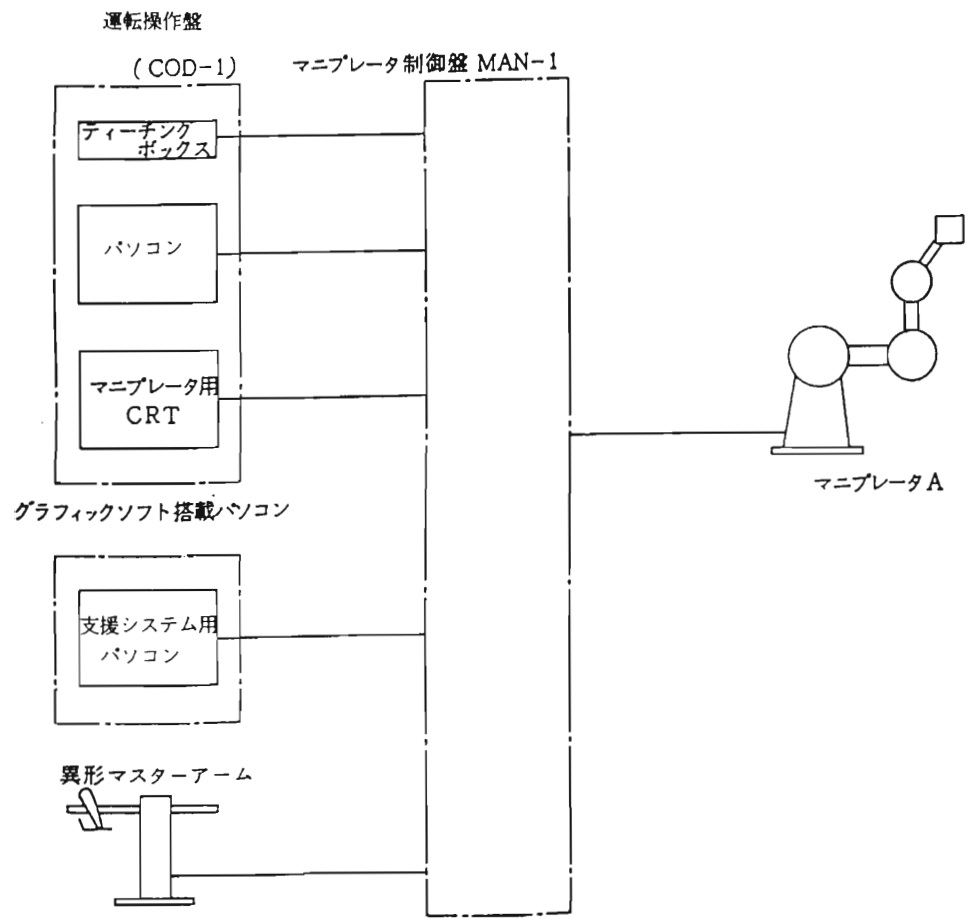 運転操作盤
(COD-1)
マニプレータ制御盤 MAN-1
ティーチング
ボックス
パソコン
マニプレータ用
CRT
マニプレータA
グラフィックソフト搭載パソコン
支援システム用
パソコン
異形マスターアーム